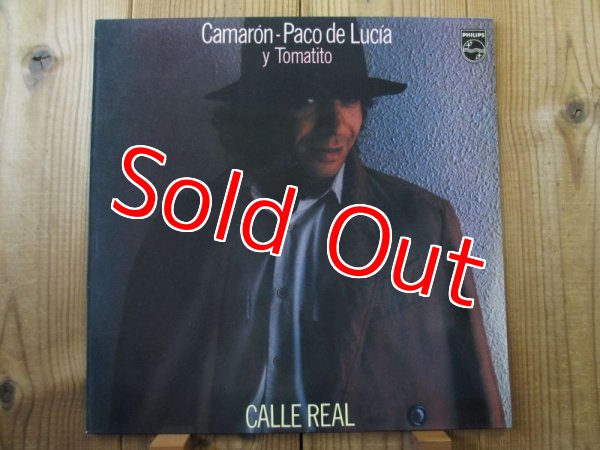 Camarón - Paco de Lucía
y Tomatito
PHILIPS
Sold Out
CALLE REAL